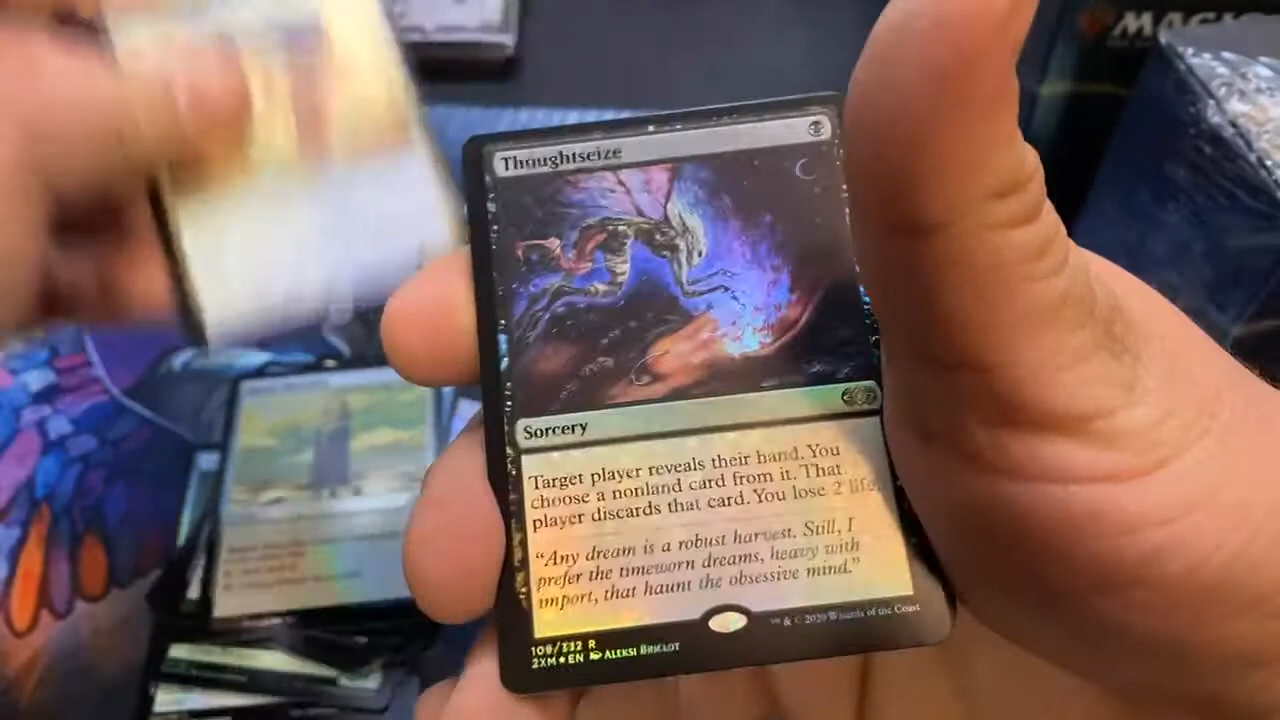 MAGIC
Thoughtseize
Sorcery
Target player reveals their hand. You
choose a nonland card from it. That
player discards that card. You lose 2 life.
“Any dream is a robust harvest. Still, I
prefer the timeworn dreams, heavy with
import, that haunt the obsessive mind.”
109/332 R
2XM★EN ALEKSI BRICLOT
™ & © 2020 Wizards of the Coast